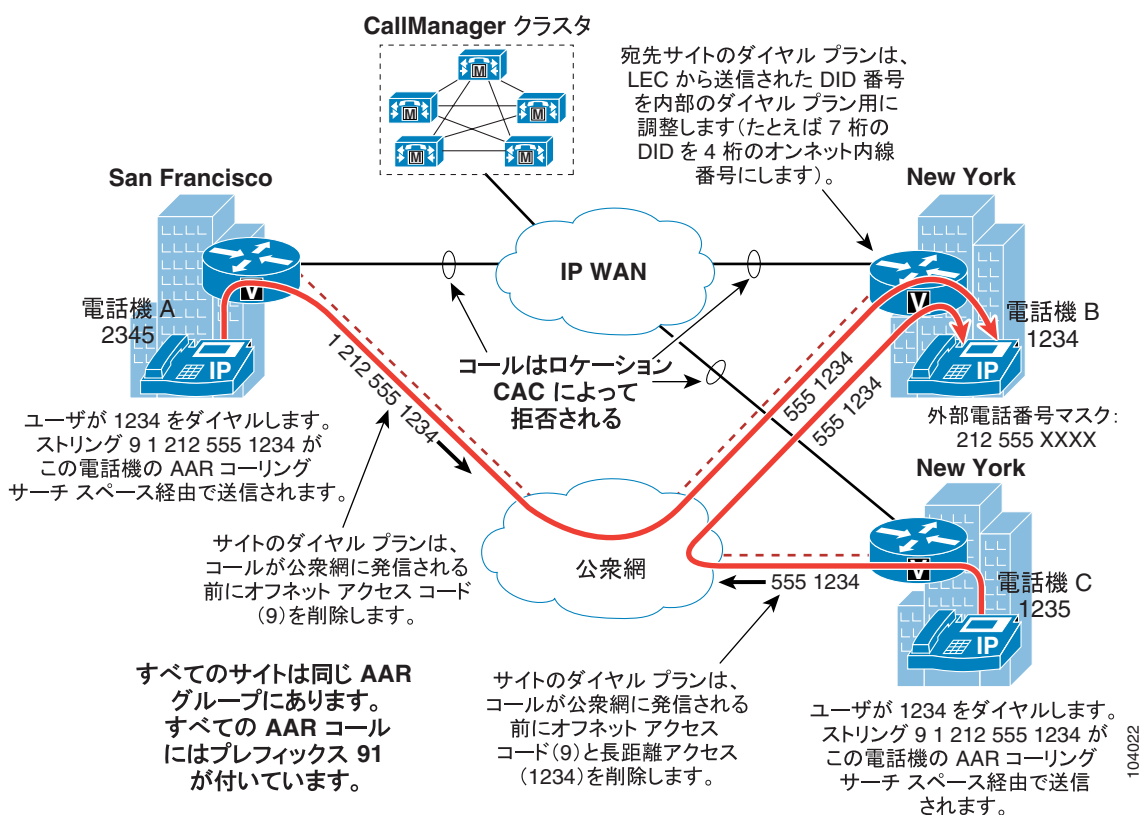 CallManager クラスタ
M
M
M
M
M
宛先サイトのダイヤル プランは、
LEC から送信された DID 番号
を内部のダイヤル プラン用に
調整します(たとえば 7 桁の
DID を 4 桁のオンネット内線
番号にします)。
San Francisco
New York
IP WAN
V
V
電話機 A
2345
IP
電話機 B
1234
IP
コールはロケーション
CAC によって
拒否される
1 212 555 1234
555 1234
555 1234
ユーザが 1234 をダイヤルします。
ストリング 9 1 212 555 1234 が
この電話機の AAR コーリング
サーチ スペース経由で送信されます。
外部電話番号マスク:
212 555 XXXX
New York
サイトのダイヤル プランは、
コールが公衆網に発信される
前にオフネット アクセス コード
(9)を削除します。
公衆網
V
555 1234
電話機 C
1235
IP
すべてのサイトは同じ AAR
グループにあります。
すべての AAR コール
にはプレフィックス 91
が付いています。
サイトのダイヤル プランは、
コールが公衆網に発信される
前にオフネット アクセス
コード(9)と長距離アクセス
(1234)を削除します。
ユーザが 1234 をダイヤルします。
ストリング 9 1 212 555 1234 が
この電話機の AAR コーリング
サーチ スペース経由で送信
されます。
104022